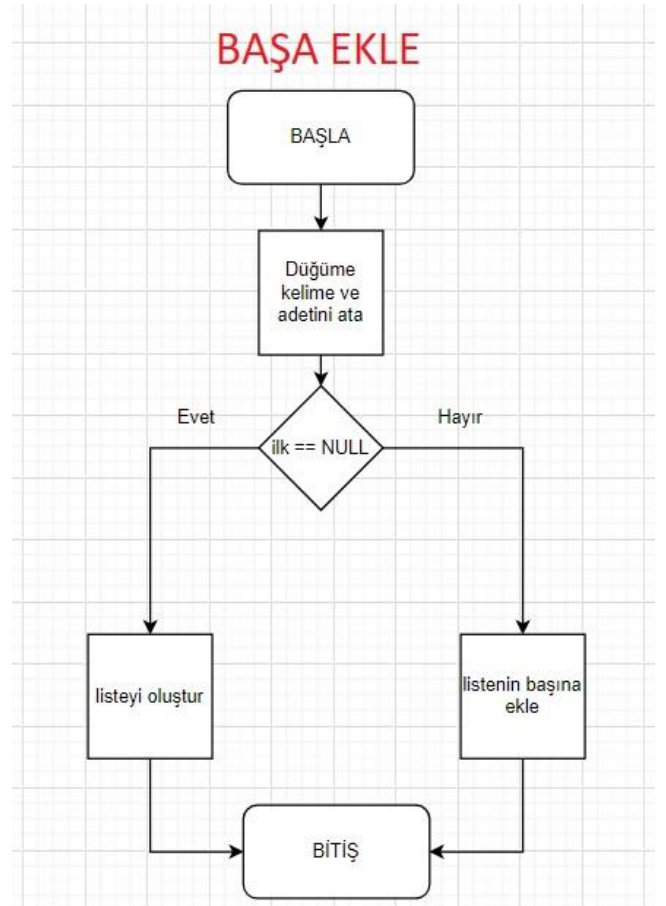 BAŞA EKLE
BAŞLA
Düğüme
kelime ve
adetini ata
Evet
Hayır
ilk == NULL
listeyi oluştur
listenin başına
ekle
BİTİŞ